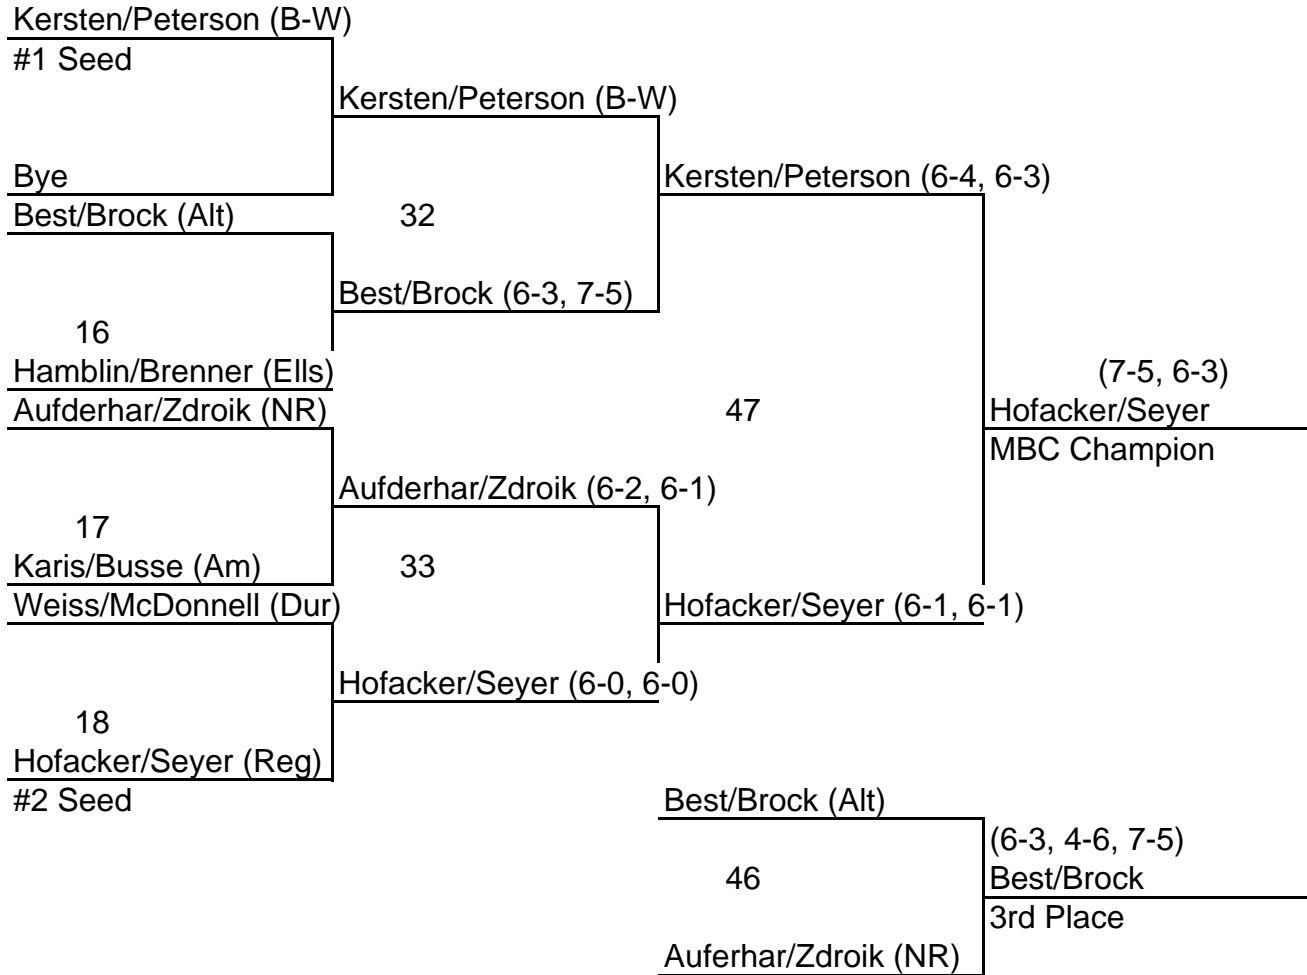 Kersten/Peterson (B-W)
#1 Seed
Kersten/Peterson (B-W)
Bye
Kersten/Peterson (6-4, 6-3)
Best/Brock (Alt)
32
Best/Brock (6-3, 7-5)
16
Hamblin/Brenner (Ells)
(7-5, 6-3)
Aufderhar/Zdroik (NR)
47
Hofacker/Seyer
MBC Champion
Aufderhar/Zdroik (6-2, 6-1)
17
Karis/Busse (Am)
33
Weiss/McDonnell (Dur)
Hofacker/Seyer (6-1, 6-1)
Hofacker/Seyer (6-0, 6-0)
18
Hofacker/Seyer (Reg)
#2 Seed
Best/Brock (Alt)
(6-3, 4-6, 7-5)
46
Best/Brock
3rd Place
Auferhar/Zdroik (NR)